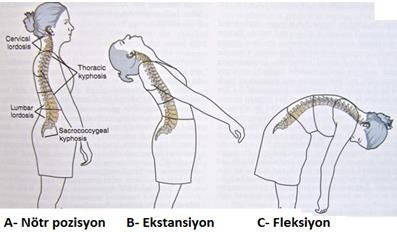 Cervical
lordosis
Thoracic
kyphosis
Lumbar
lordosis
Sacrococcygeal
kyphosis
A- Nötr pozisyon B- Ekstansiyon C- Fleksiyon